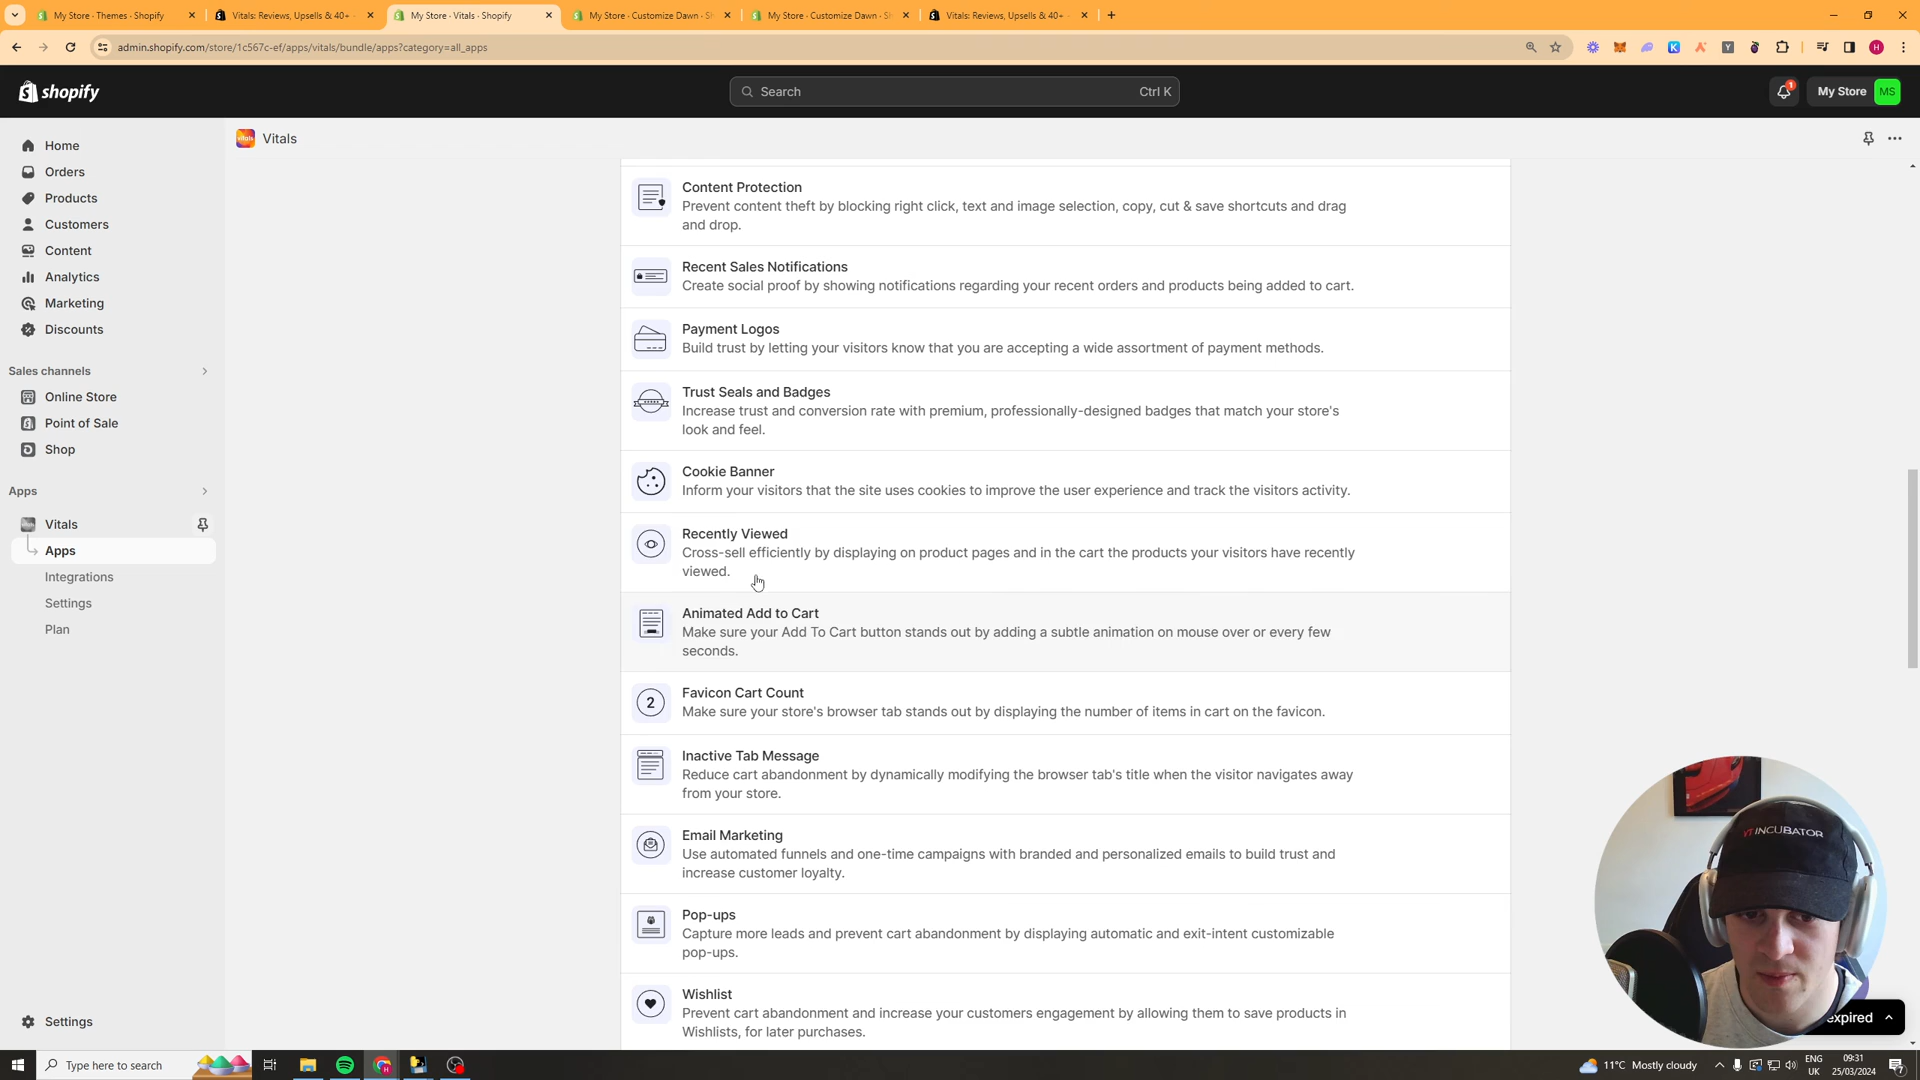 My Store · Themes · Shopify
Vitals: Reviews, Upsells & 40+
My Store · Vitals · Shopify
My Store · Customize Dawn · S
My Store · Customize Dawn · Sh
Vitals: Reviews, Upsells & 40+
admin.shopify.com/store/1c567c-ef/apps/vitals/bundle/apps?category=all_apps
shopify
Search
Ctrl K
1
My Store
MS
Home
Orders
Products
Customers
Content
Analytics
Marketing
Discounts
Sales channels
Online Store
Point of Sale
Shop
Apps
Vitals
Apps
Integrations
Settings
Plan
Settings
Vitals
Content Protection
Prevent content theft by blocking right click, text and image selection, copy, cut & save shortcuts and drag
and drop.
Recent Sales Notifications
Create social proof by showing notifications regarding your recent orders and products being added to cart.
Payment Logos
Build trust by letting your visitors know that you are accepting a wide assortment of payment methods.
Trust Seals and Badges
Increase trust and conversion rate with premium, professionally-designed badges that match your store's
look and feel.
Cookie Banner
Inform your visitors that the site uses cookies to improve the user experience and track the visitors activity.
Recently Viewed
Cross-sell efficiently by displaying on product pages and in the cart the products your visitors have recently
viewed.
Animated Add to Cart
Make sure your Add To Cart button stands out by adding a subtle animation on mouse over or every few
seconds.
2
Favicon Cart Count
Make sure your store's browser tab stands out by displaying the number of items in cart on the favicon.
Inactive Tab Message
Reduce cart abandonment by dynamically modifying the browser tab's title when the visitor navigates away
from your store.
Email Marketing
Use automated funnels and one-time campaigns with branded and personalized emails to build trust and
increase customer loyalty.
Pop-ups
Capture more leads and prevent cart abandonment by displaying automatic and exit-intent customizable
pop-ups.
Wishlist
Prevent cart abandonment and increase your customers engagement by allowing them to save products in
Wishlists, for later purchases.
YT INCUBATOR
expired
Type here to search
11°C Mostly cloudy
ENG
UK
09:31
25/03/2024